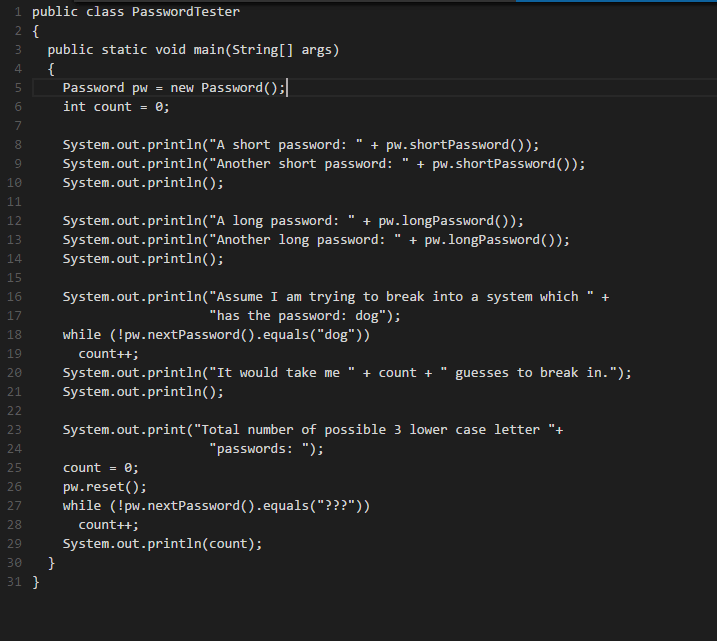 1 public class PasswordTester
2 {
3   public static void main(String[] args)
4   {
5     Password pw = new Password();
6     int count = 0;
7
8     System.out.println("A short password: " + pw.shortPassword());
9     System.out.println("Another short password: " + pw.shortPassword());
10     System.out.println();
11
12     System.out.println("A long password: " + pw.longPassword());
13     System.out.println("Another long password: " + pw.longPassword());
14     System.out.println();
15
16     System.out.println("Assume I am trying to break into a system which " +
17                        "has the password: dog");
18     while (!pw.nextPassword().equals("dog"))
19       count++;
20     System.out.println("It would take me " + count + " guesses to break in.");
21     System.out.println();
22
23     System.out.print("Total number of possible 3 lower case letter "+
24                        "passwords: ");
25     count = 0;
26     pw.reset();
27     while (!pw.nextPassword().equals("???"))
28       count++;
29     System.out.println(count);
30   }
31 }